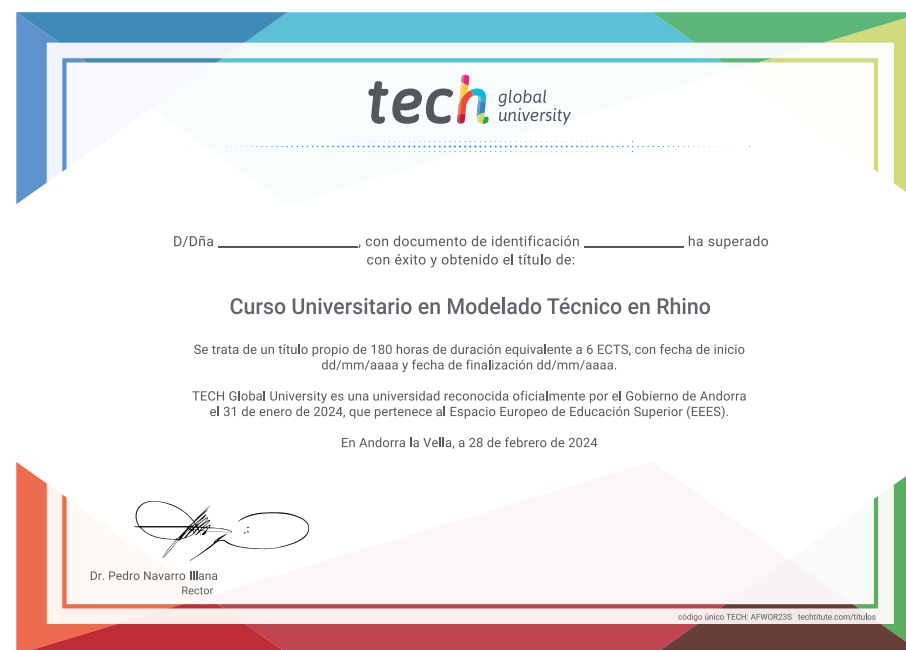 tech global university
D/Dña ____________________, con documento de identificación ______________ ha superado
con éxito y obtenido el título de:
Curso Universitario en Modelado Técnico en Rhino
Se trata de un título propio de 180 horas de duración equivalente a 6 ECTS, con fecha de inicio
dd/mm/aaaa y fecha de finalización dd/mm/aaaa.
TECH Global University es una universidad reconocida oficialmente por el Gobierno de Andorra
el 31 de enero de 2024, que pertenece al Espacio Europeo de Educación Superior (EEES).
En Andorra la Vella, a 28 de febrero de 2024
Dr. Pedro Navarro Illana
Rector
código único TECH: AFWOR23S techtitute.com/titulos